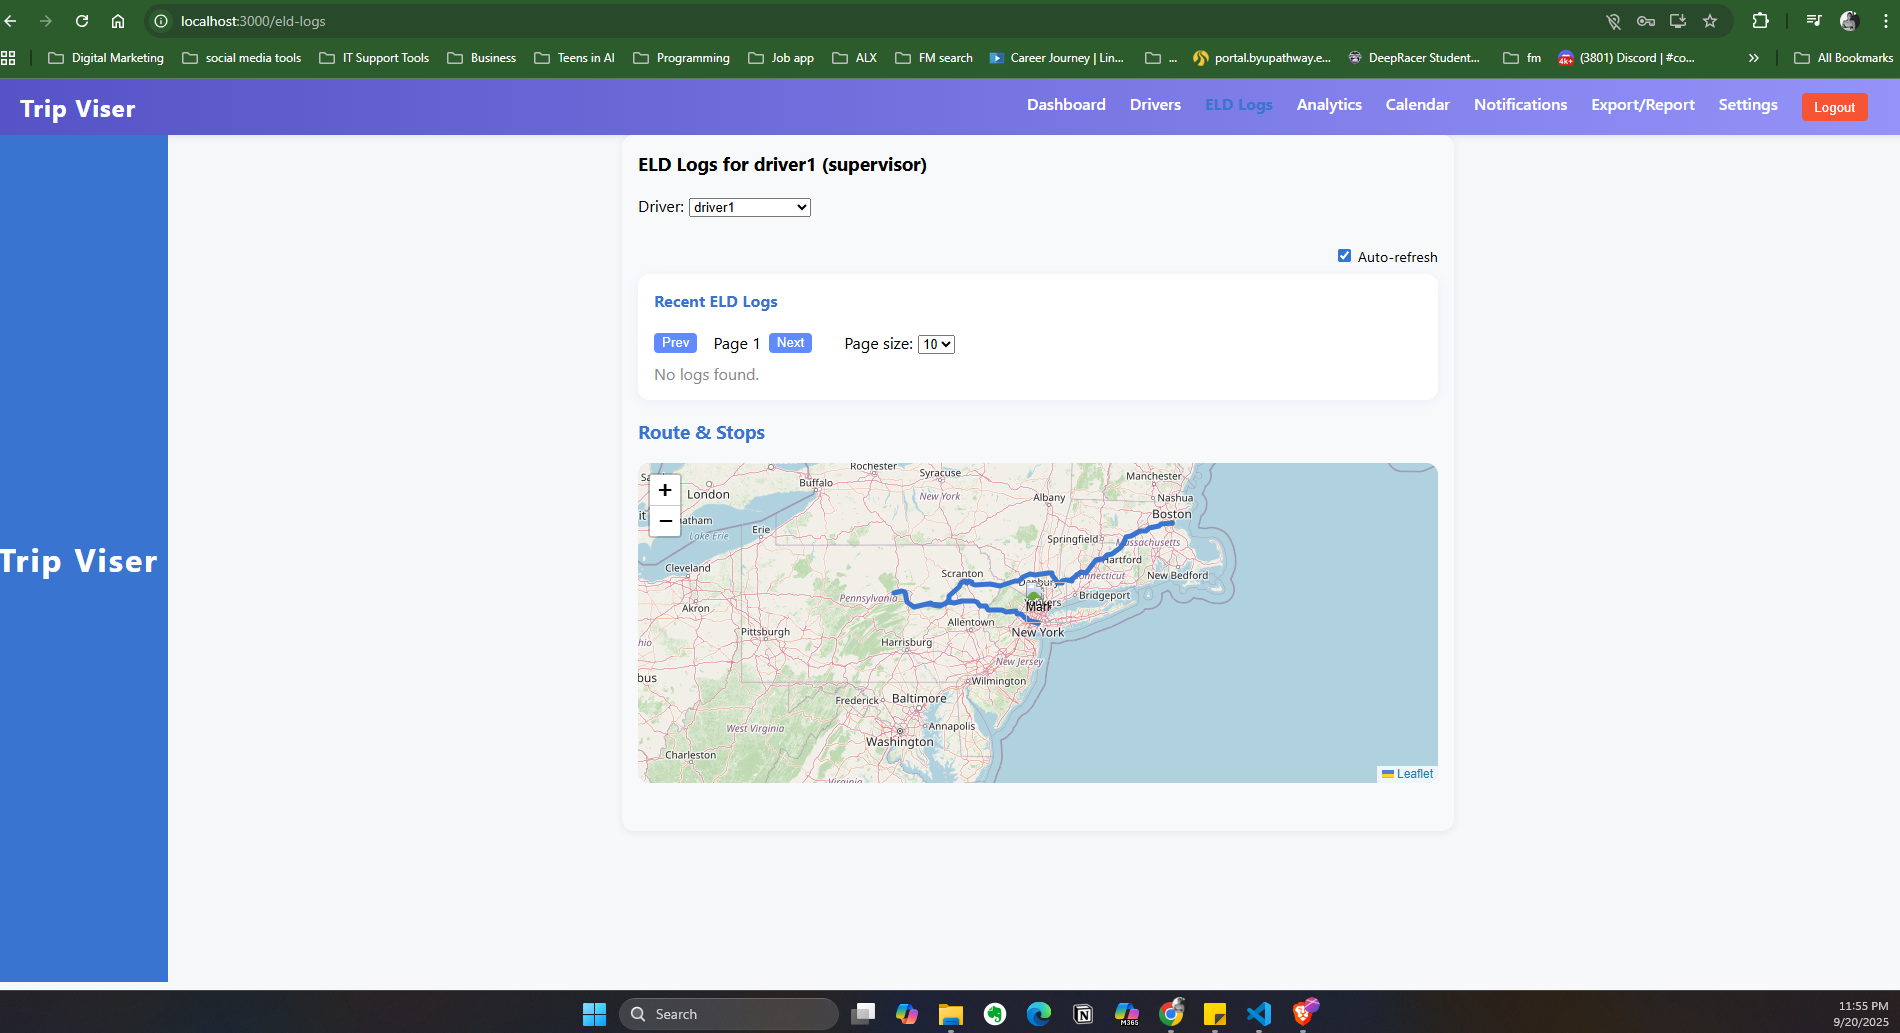 localhost:3000/eld-logs
Digital Marketing social media tools IT Support Tools Business Teens in AI Programming Job app ALX FM search Career Journey | Lin... ... portal.byupathway.e... DeepRacer Student... fm (3801) Discord | #co... » All Bookmarks
4k+
Trip Viser Dashboard Drivers ELD Logs Analytics Calendar Notifications Export/Report Settings Logout
Trip Viser
ELD Logs for driver1 (supervisor)
Driver: driver1
Auto-refresh
Recent ELD Logs
Prev Page 1 Next Page size: 10
No logs found.
Route & Stops
+
−
Rochester
Syracuse
Manchester
Buffalo
London
New York
Albany
Nashua
Boston
atham
Erie
Lake Erie
Springfield
Massachusetts
Hartford
Cleveland
Scranton
Danbury
Connecticut
New Bedford
Pennsylvania
Bridgeport
Akron
Mark
Allentown
New York
Pittsburgh
hio
Harrisburg
New Jersey
bus
Wilmington
Frederick
Baltimore
West Virginia
Annapolis
Washington
Charleston
Virginia
Leaflet
Search
M365
11:55 PM
9/20/2025